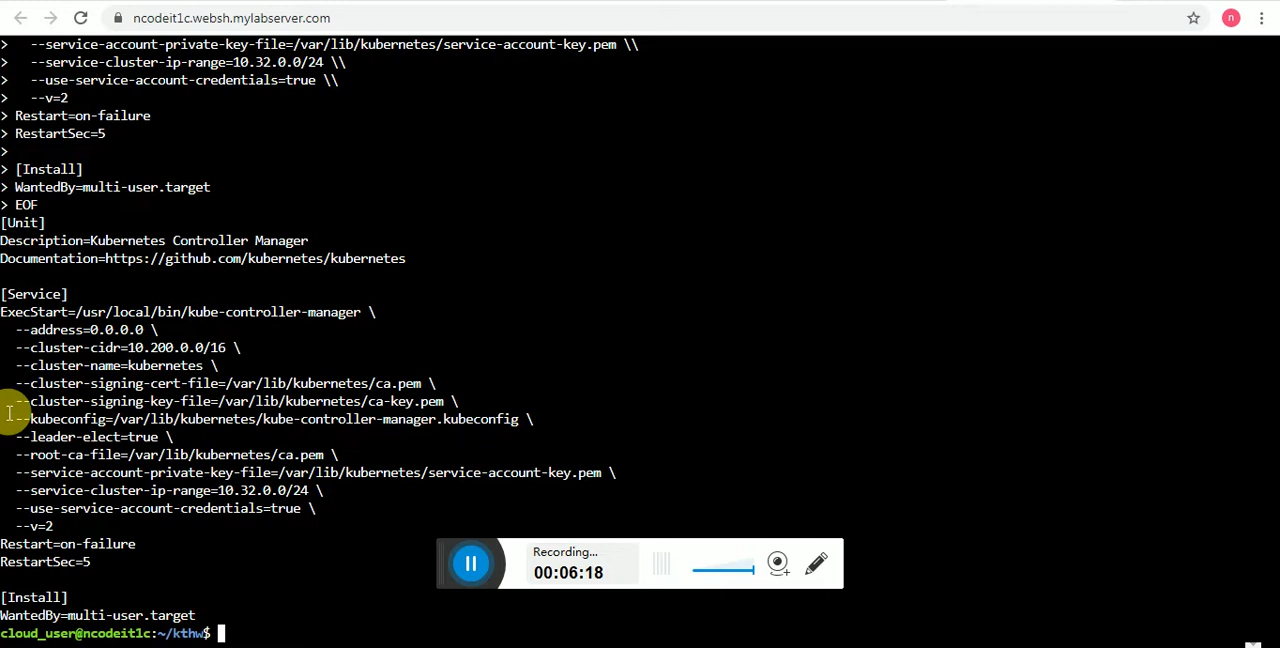 ncodeit1c.websh.mylabserver.com
n
>   --service-account-private-key-file=/var/lib/kubernetes/service-account-key.pem \\
>   --service-cluster-ip-range=10.32.0.0/24 \\
>   --use-service-account-credentials=true \\
>   --v=2
> Restart=on-failure
> RestartSec=5
>
> [Install]
> WantedBy=multi-user.target
> EOF
[Unit]
Description=Kubernetes Controller Manager
Documentation=https://github.com/kubernetes/kubernetes
[Service]
ExecStart=/usr/local/bin/kube-controller-manager \
  --address=0.0.0.0 \
  --cluster-cidr=10.200.0.0/16 \
  --cluster-name=kubernetes \
  --cluster-signing-cert-file=/var/lib/kubernetes/ca.pem \
  --cluster-signing-key-file=/var/lib/kubernetes/ca-key.pem \
  --kubeconfig=/var/lib/kubernetes/kube-controller-manager.kubeconfig \
  --leader-elect=true \
  --root-ca-file=/var/lib/kubernetes/ca.pem \
  --service-account-private-key-file=/var/lib/kubernetes/service-account-key.pem \
  --service-cluster-ip-range=10.32.0.0/24 \
  --use-service-account-credentials=true \
  --v=2
Restart=on-failure
RestartSec=5
[Install]
WantedBy=multi-user.target
cloud_user@ncodeit1c:~/kthw$
Recording...
00:06:18